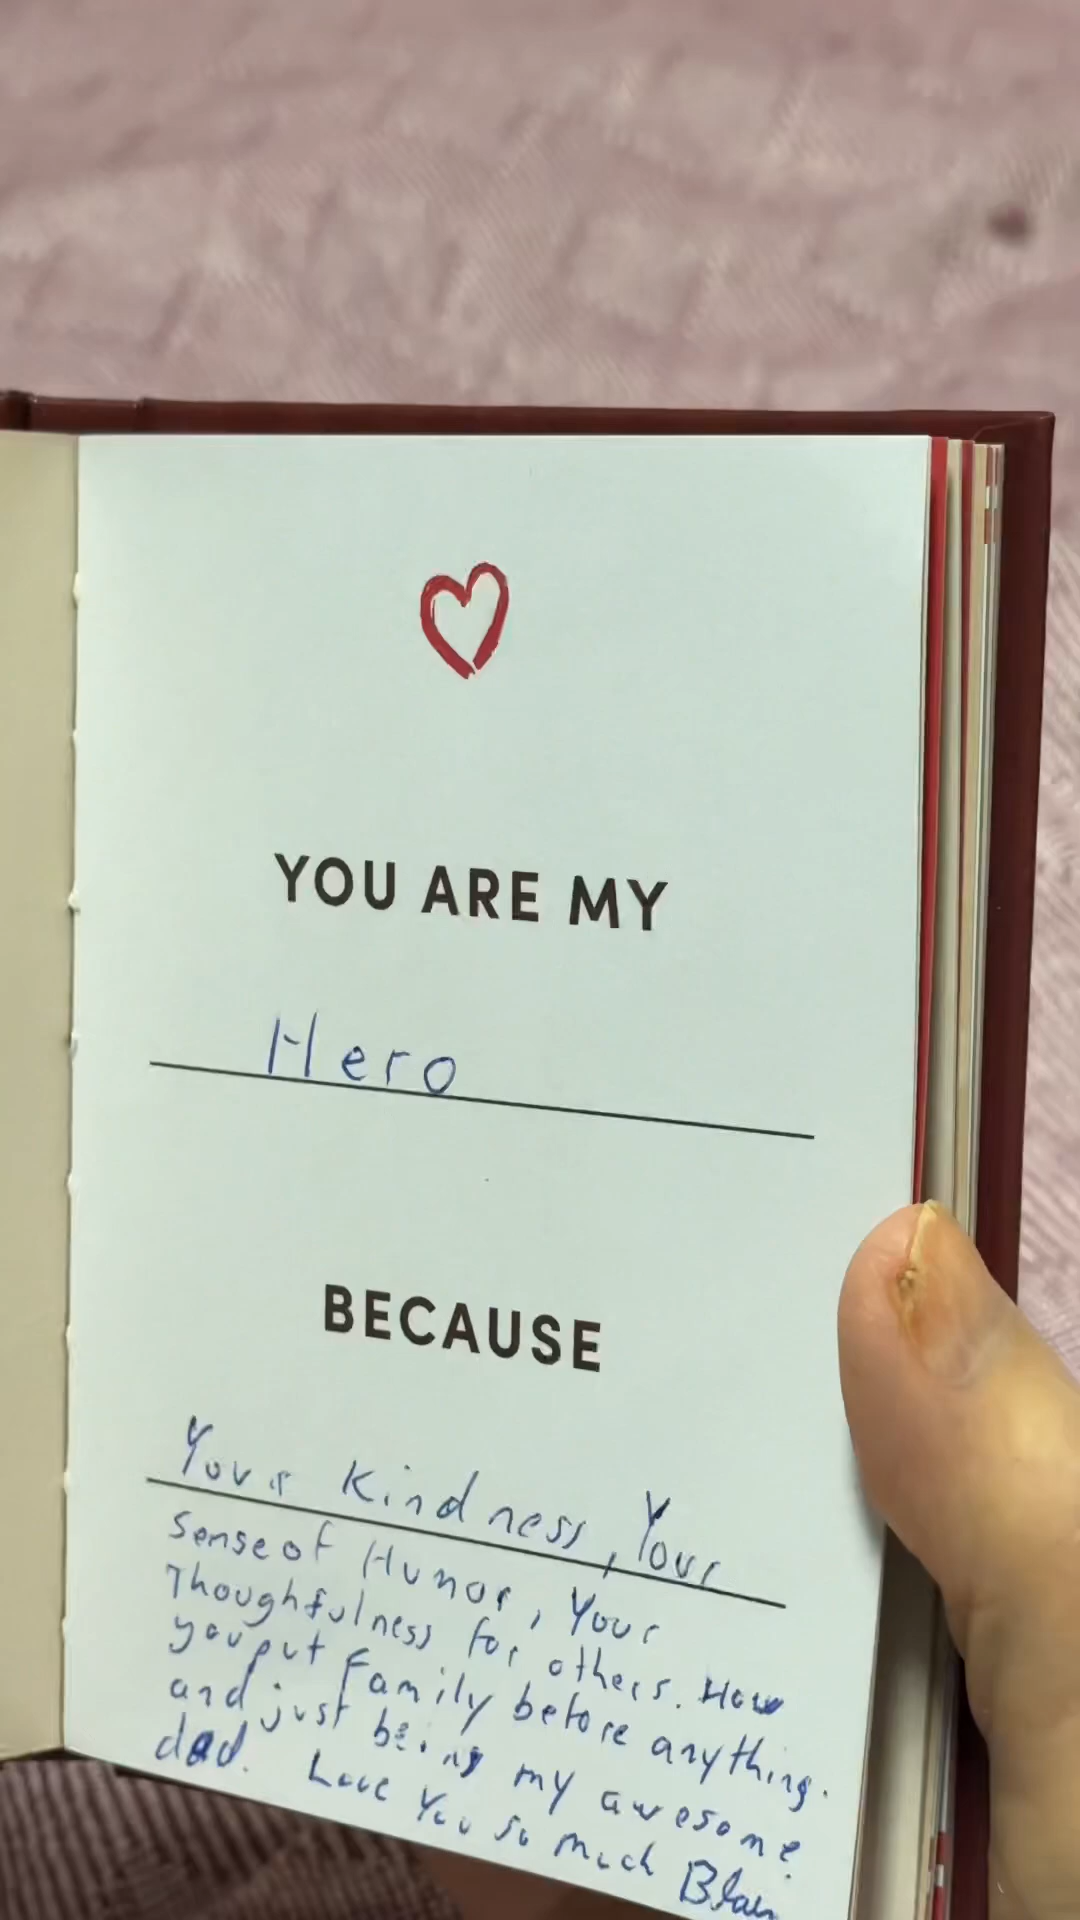 YOU ARE MY
Hero
BECAUSE
Your Kindness, Your
sense of Humor, Your
Thoughfulness for others. How
you put Family before anything.
and just being my awesome
dad. Love You so much